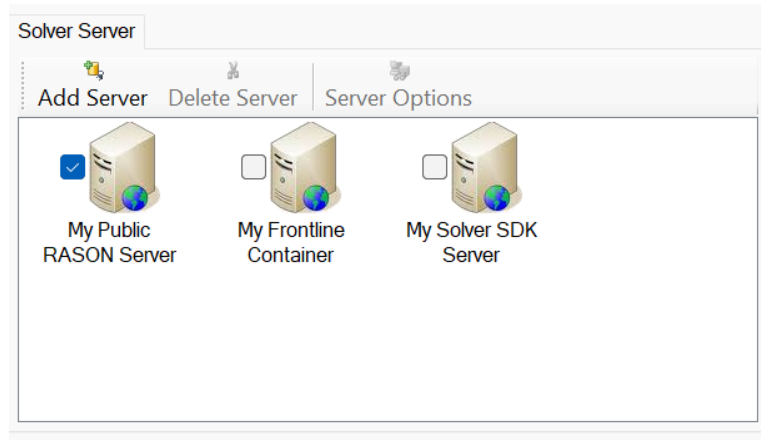 Solver Server
Add Server Delete Server Server Options
My Public My Frontline My Solver SDK
RASON Server Container Server